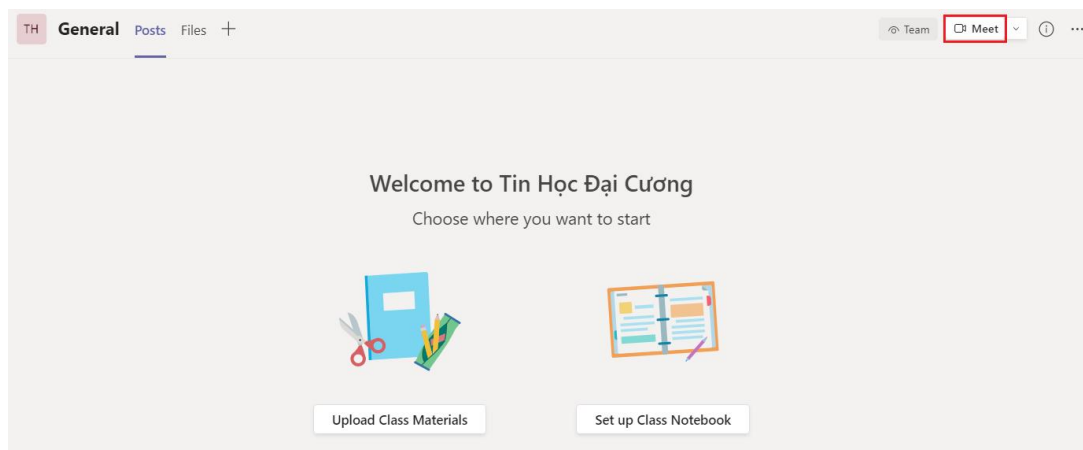 TH General Posts Files
Team Meet
Welcome to Tin Học Đại Cương
Choose where you want to start
Upload Class Materials
Set up Class Notebook